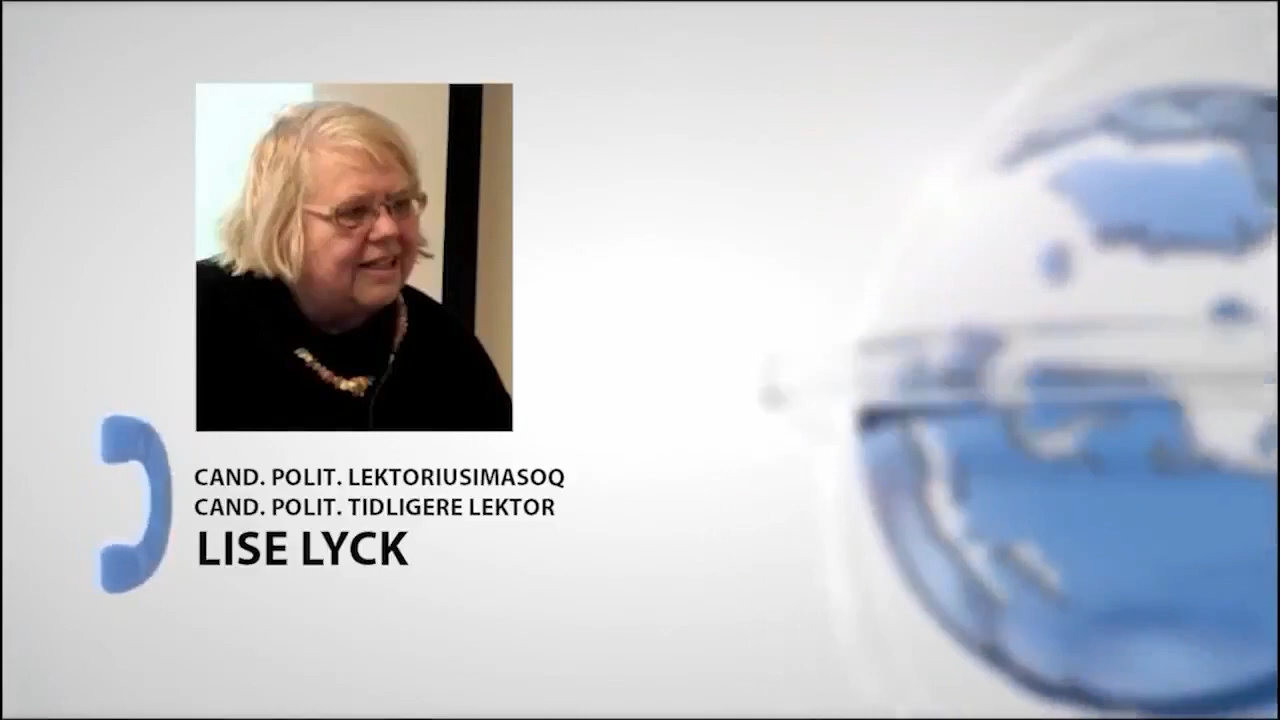 CAND. POLIT. LEKTORIUSIMASOQ
CAND. POLIT. TIDLIGERE LEKTOR
LISE LYCK